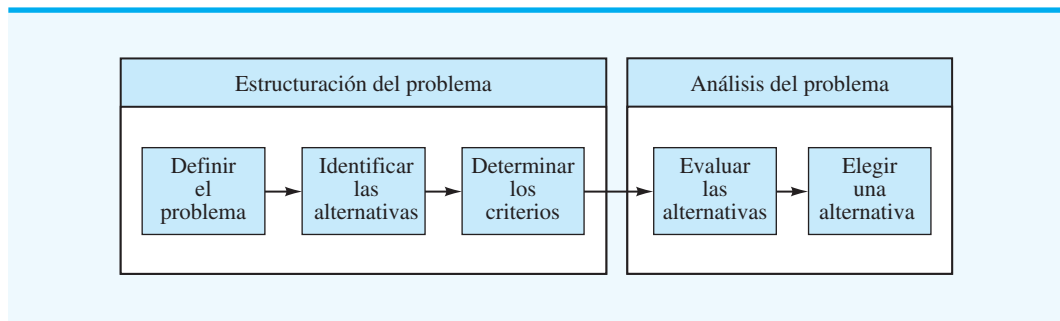 Estructuración del problema
Análisis del problema
Definir
el
problema
Identificar
las
alternativas
Determinar
los
criterios
Evaluar
las
alternativas
Elegir
una
alternativa